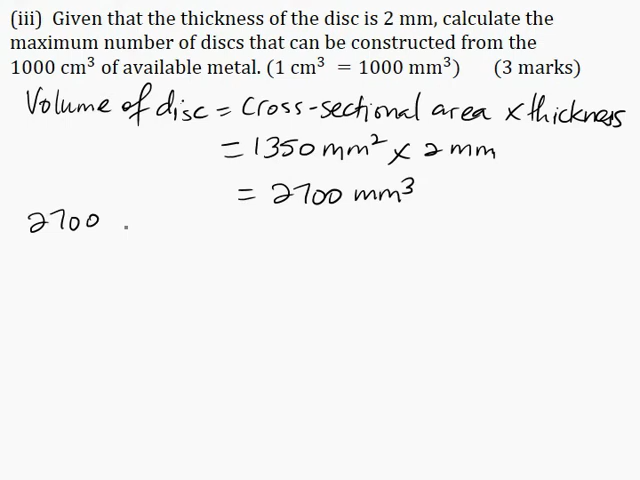 (iii) Given that the thickness of the disc is 2 mm, calculate the
maximum number of discs that can be constructed from the
1000 cm³ of available metal. (1 cm³ = 1000 mm³) (3 marks)
Volume of disc = Cross-sectional area × thickness
= 1350 mm² × 2 mm
= 2700 mm³
2700